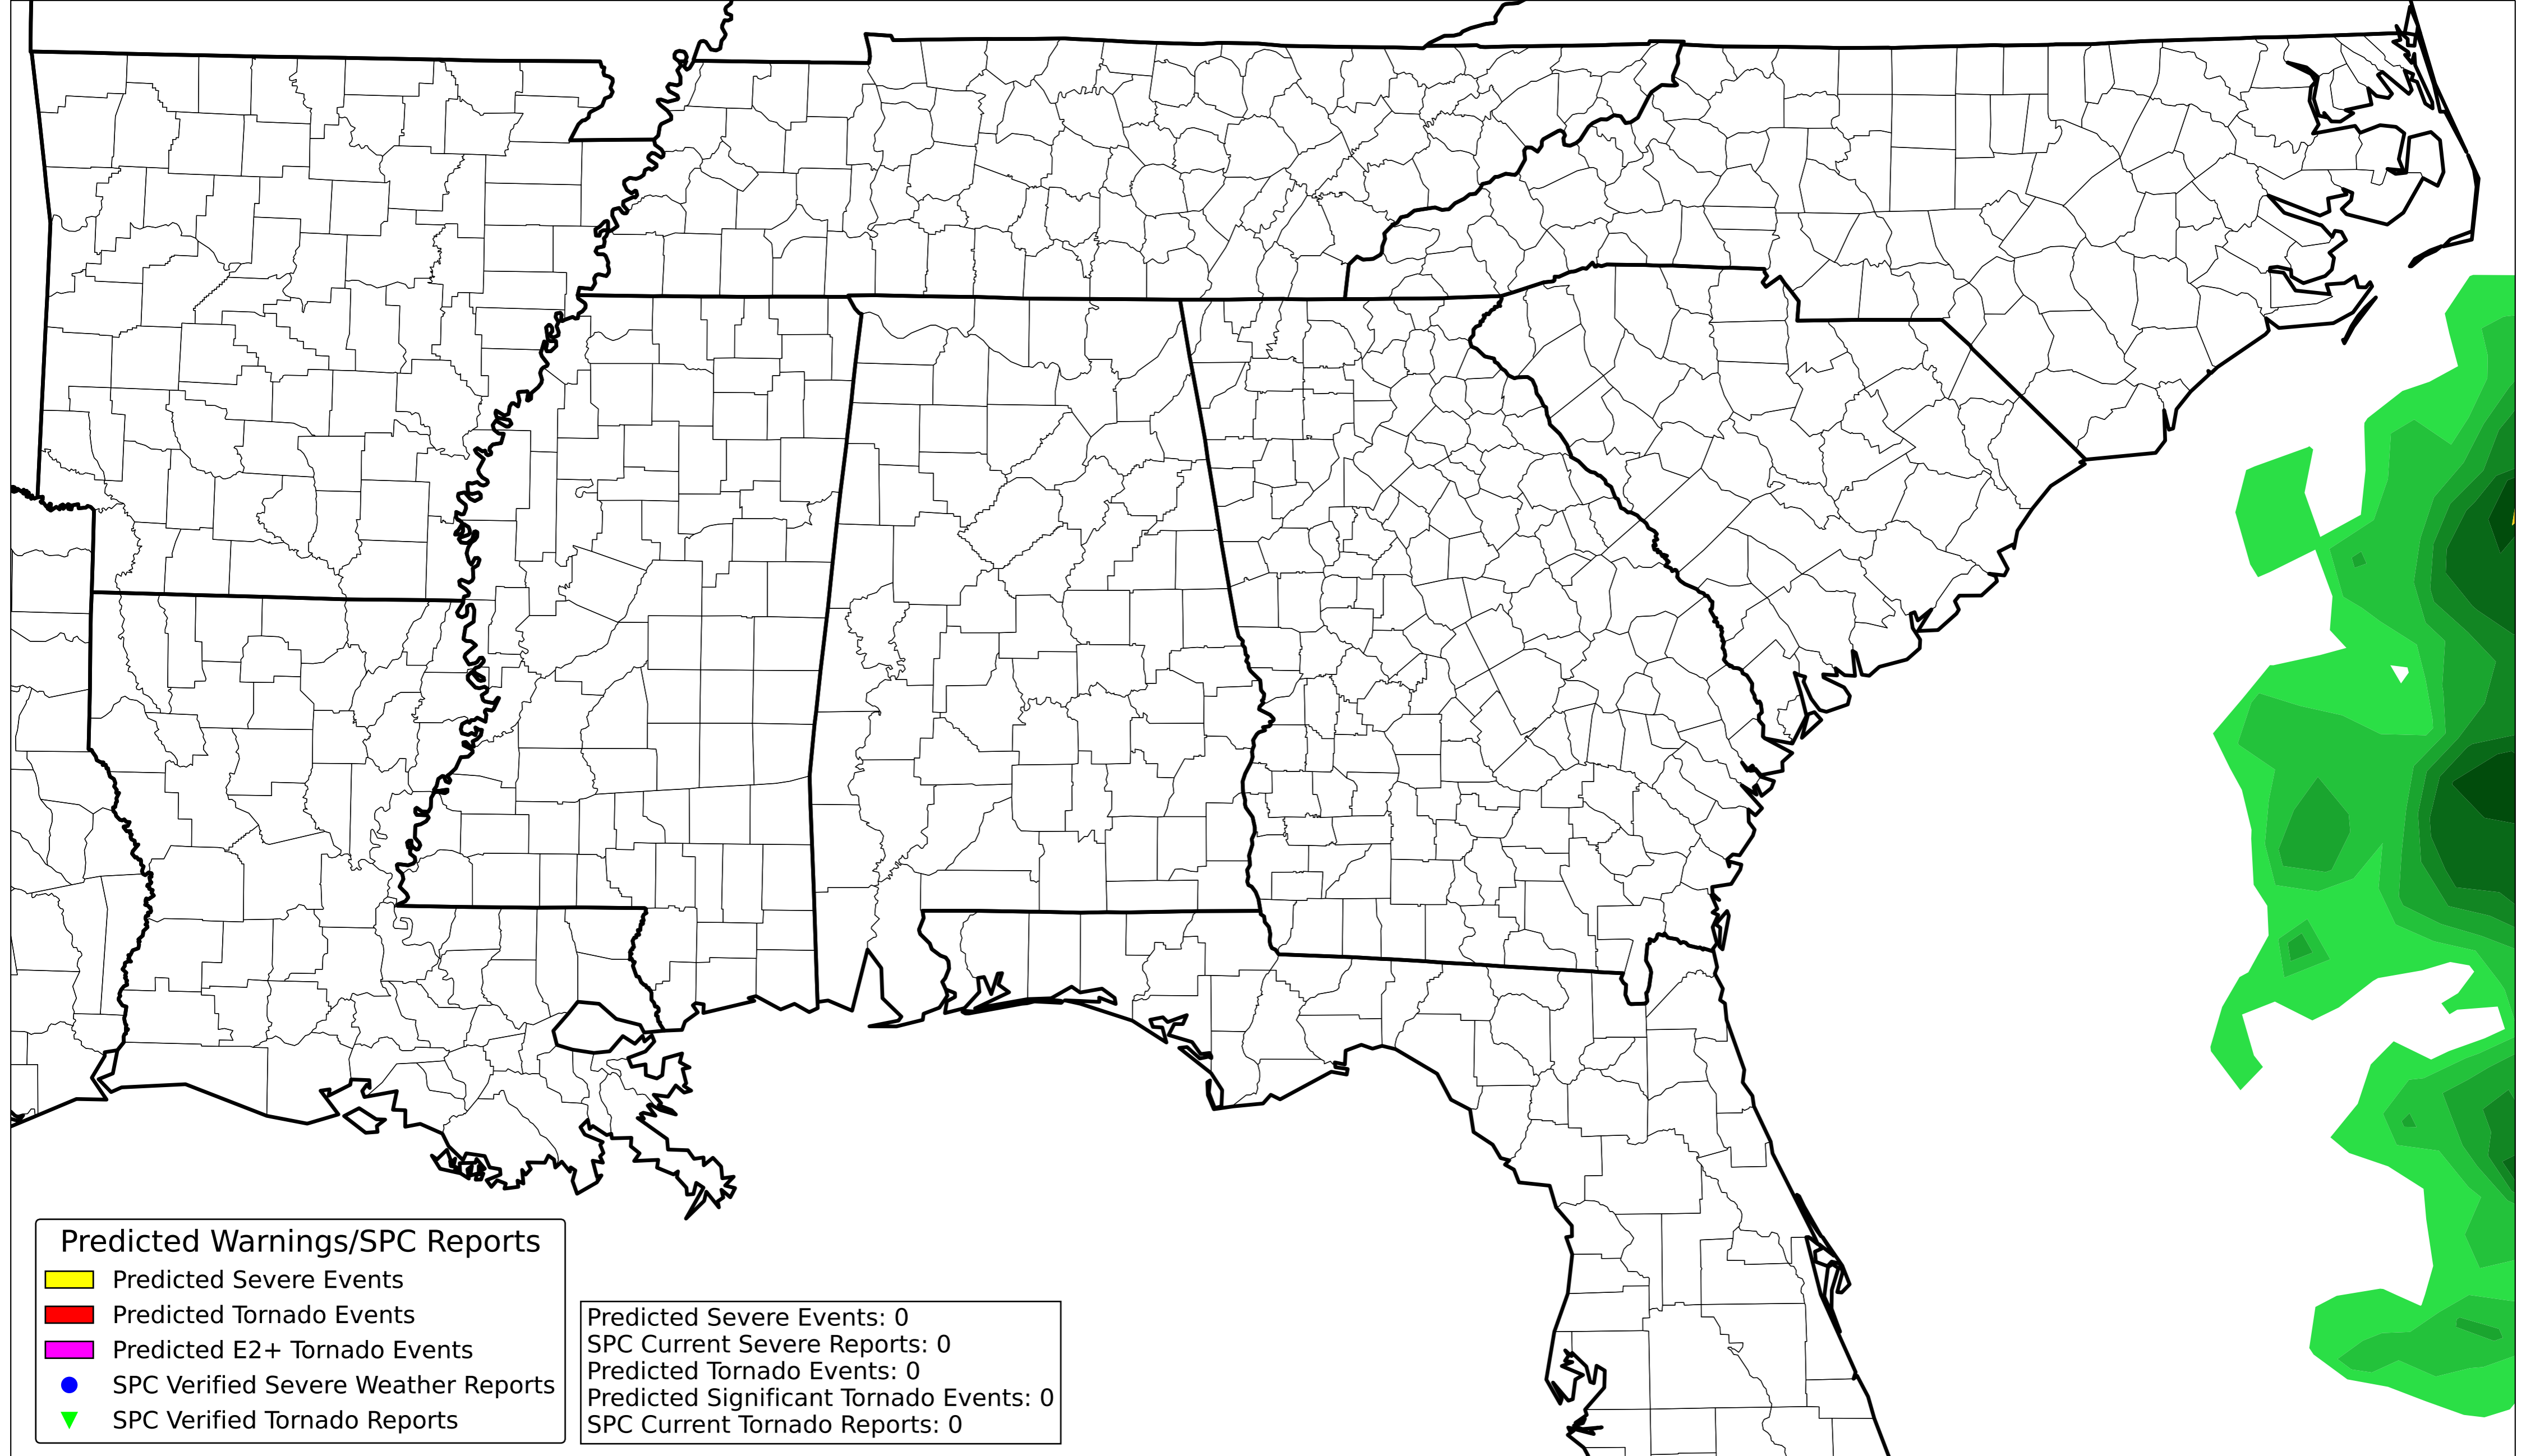 Predicted Warnings/SPC Reports
Predicted Severe Events
Predicted Tornado Events
Predicted E2+ Tornado Events
SPC Verified Severe Weather Reports
SPC Verified Tornado Reports
Predicted Severe Events: 0
SPC Current Severe Reports: 0
Predicted Tornado Events: 0
Predicted Significant Tornado Events: 0
SPC Current Tornado Reports: 0